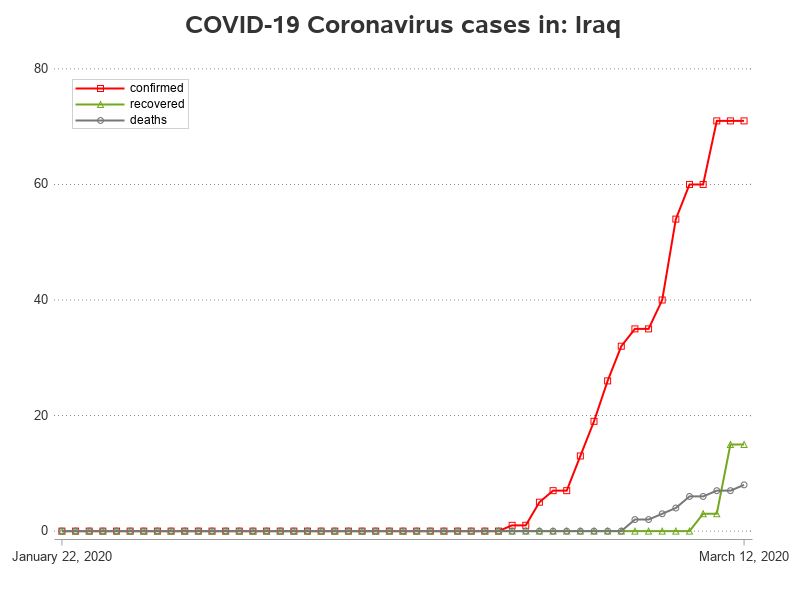 COVID-19 Coronavirus cases in: Iraq
80
confirmed
recovered
deaths
60
40
20
0
January 22, 2020
March 12, 2020